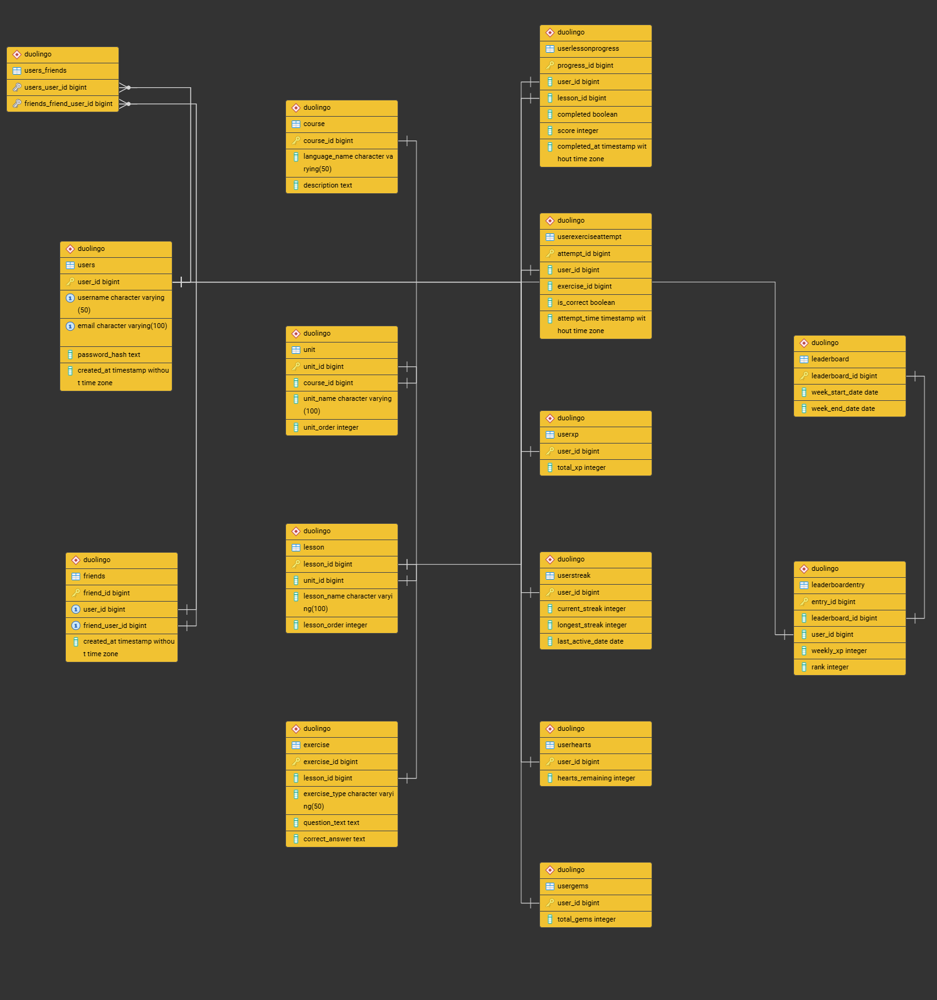 duolingo
users_friends
users_user_id bigint
friends_friend_user_id bigint
duolingo
users
user_id bigint
username character varying
(50)
email character varying(100)
password_hash text
created_at timestamp withou
t time zone
duolingo
friends
friend_id bigint
user_id bigint
friend_user_id bigint
created_at timestamp withou
t time zone
duolingo
course
course_id bigint
language_name character va
rying(50)
description text
duolingo
unit
unit_id bigint
course_id bigint
unit_name character varying
(100)
unit_order integer
duolingo
lesson
lesson_id bigint
unit_id bigint
lesson_name character varyi
ng(100)
lesson_order integer
duolingo
exercise
exercise_id bigint
lesson_id bigint
exercise_type character varyi
ng(50)
question_text text
correct_answer text
duolingo
userlessonprogress
progress_id bigint
user_id bigint
lesson_id bigint
completed boolean
score integer
completed_at timestamp wit
hout time zone
duolingo
userexerciseattempt
attempt_id bigint
user_id bigint
exercise_id bigint
is_correct boolean
attempt_time timestamp wit
hout time zone
duolingo
userxp
user_id bigint
total_xp integer
duolingo
userstreak
user_id bigint
current_streak integer
longest_streak integer
last_active_date date
duolingo
userhearts
user_id bigint
hearts_remaining integer
duolingo
usergems
user_id bigint
total_gems integer
duolingo
leaderboard
leaderboard_id bigint
week_start_date date
week_end_date date
duolingo
leaderboardentry
entry_id bigint
leaderboard_id bigint
user_id bigint
weekly_xp integer
rank integer